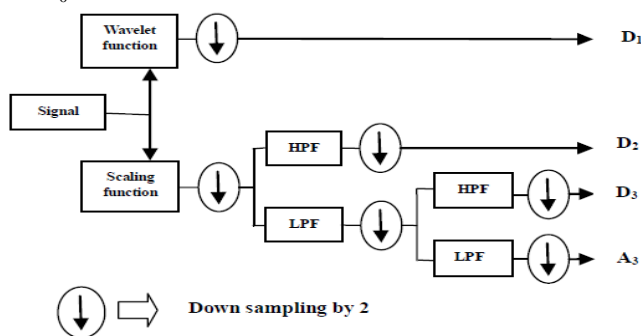 Wavelet
function
D₁
Signal
HPF
D₂
Scaling
function
HPF
D₃
LPF
LPF
A₃
Down sampling by 2